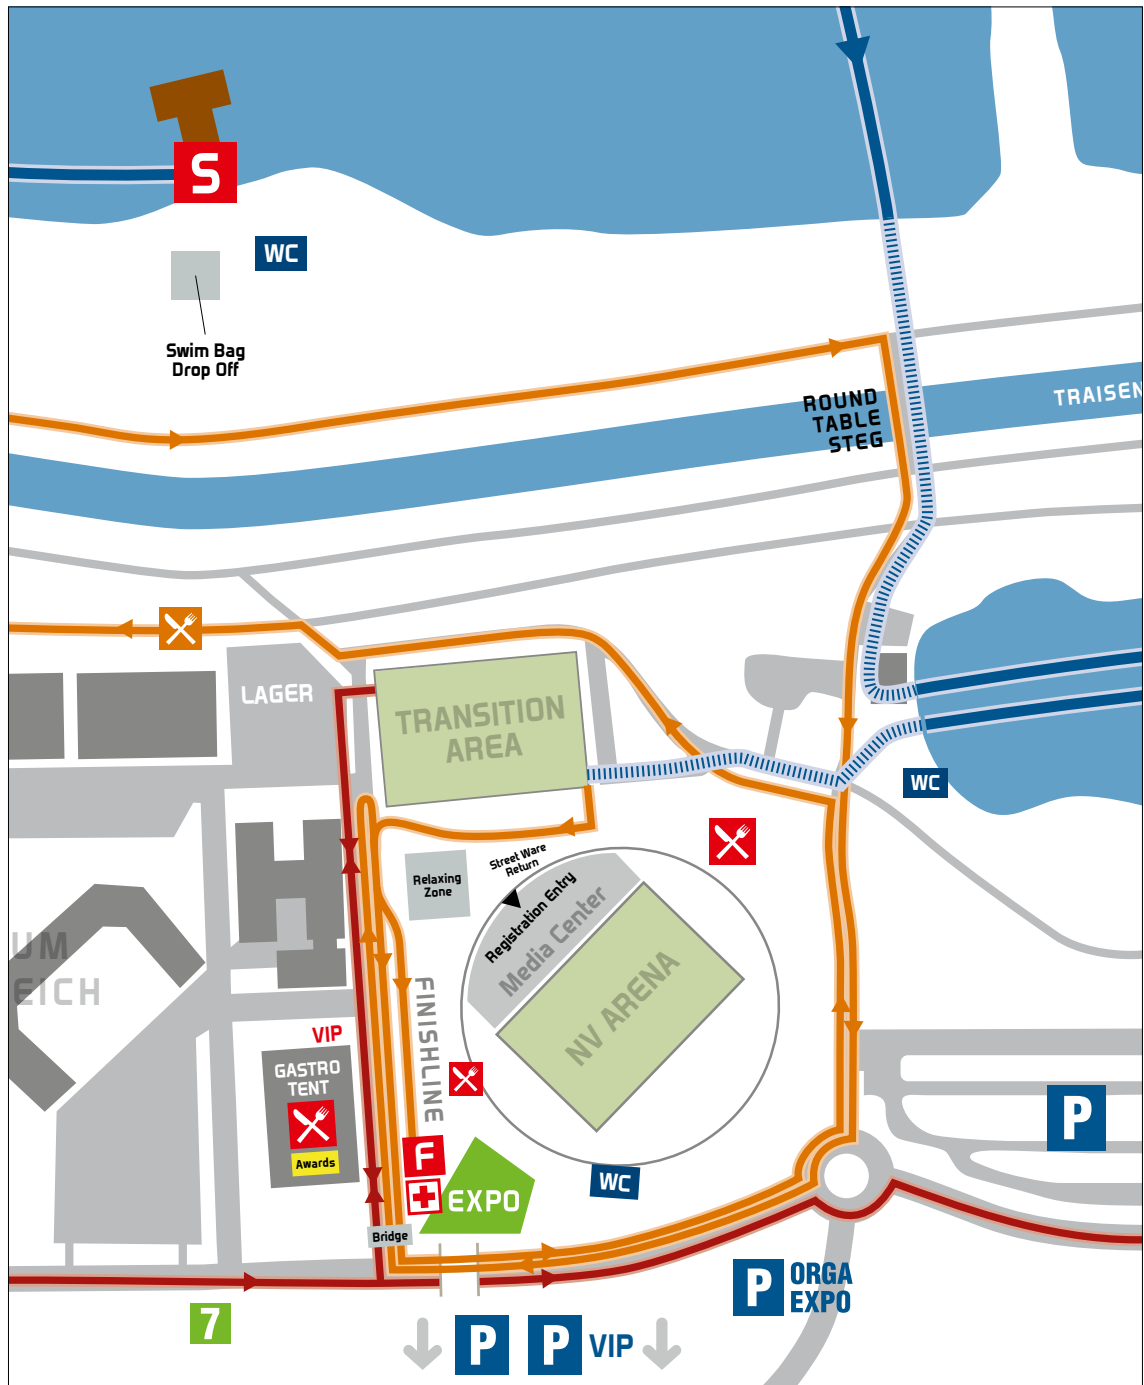 S
WC
Swim Bag
Drop Off
ROUND
TABLE
STEG
TRAISEN
LAGER
TRANSITION
AREA
WC
Street Ware
Return
Relaxing
Zone
Registration Entry
Media Center
NV ARENA
UM
EICH
FINISHLINE
VIP
GASTRO
TENT
Awards
F
EXPO
WC
P
Bridge
P
ORGA
EXPO
7
P
P
VIP